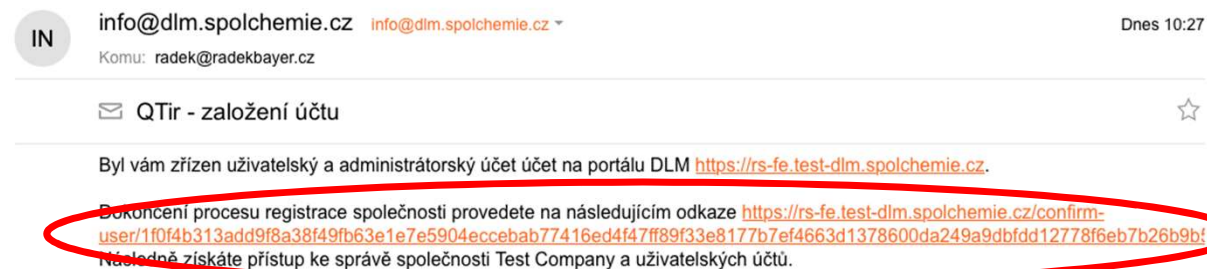 IN
info@dlm.spolchemie.cz info@dlm.spolchemie.cz
Dnes 10:27
Komu: radek@radekbayer.cz
QTir - založení účtu
Byl vám zřízen uživatelský a administrátorský účet účet na portálu DLM https://rs-fe.test-dlm.spolchemie.cz.
Dokončení procesu registrace společnosti provedete na následujícím odkaze https://rs-fe.test-dlm.spolchemie.cz/confirm-
user/1f0f4b313add9f8a38f49fb63e1e7e5904eccebab77416ed4f47ff89f33e8177b7ef4663d1378600da249a9dbfdd12778f6eb7b26b9b5
Následně získáte přístup ke správě společnosti Test Company a uživatelských účtů.